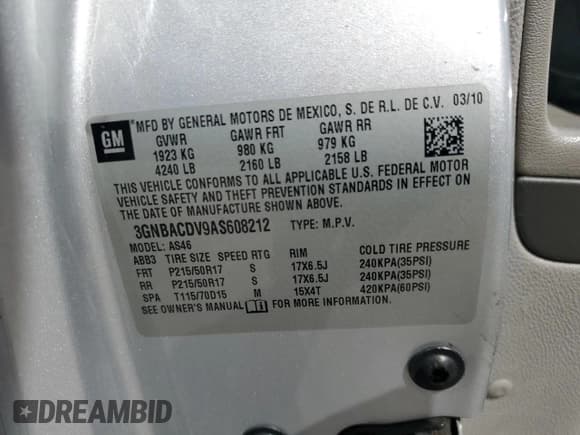 GM
*MFD BY GENERAL MOTORS DE MEXICO, S. DE R.L. DE C.V. 03/10
GVWR GAWR FRT GAWR RR
1923 KG 980 KG 979 KG
4240 LB 2160 LB 2158 LB
THIS VEHICLE CONFORMS TO ALL APPLICABLE U.S. FEDERAL MOTOR
VEHICLE SAFETY AND THEFT PREVENTION STANDARDS IN EFFECT ON
THE DATE OF MANUFACTURE SHOWN ABOVE.
3GNBACDV9AS608212 TYPE: M.P.V.
MODEL: AS46
ABB3 TIRE SIZE SPEED RTG RIM COLD TIRE PRESSURE
FRT P215/50R17 S 17X6.5J 240KPA(35PSI)
RR P215/50R17 S 17X6.5J 240KPA(35PSI)
SPA T115/70D15 M 15X4T 420KPA(60PSI)
SEE OWNER'S MANUAL FOR MORE INFORMATION.
DREAMBID